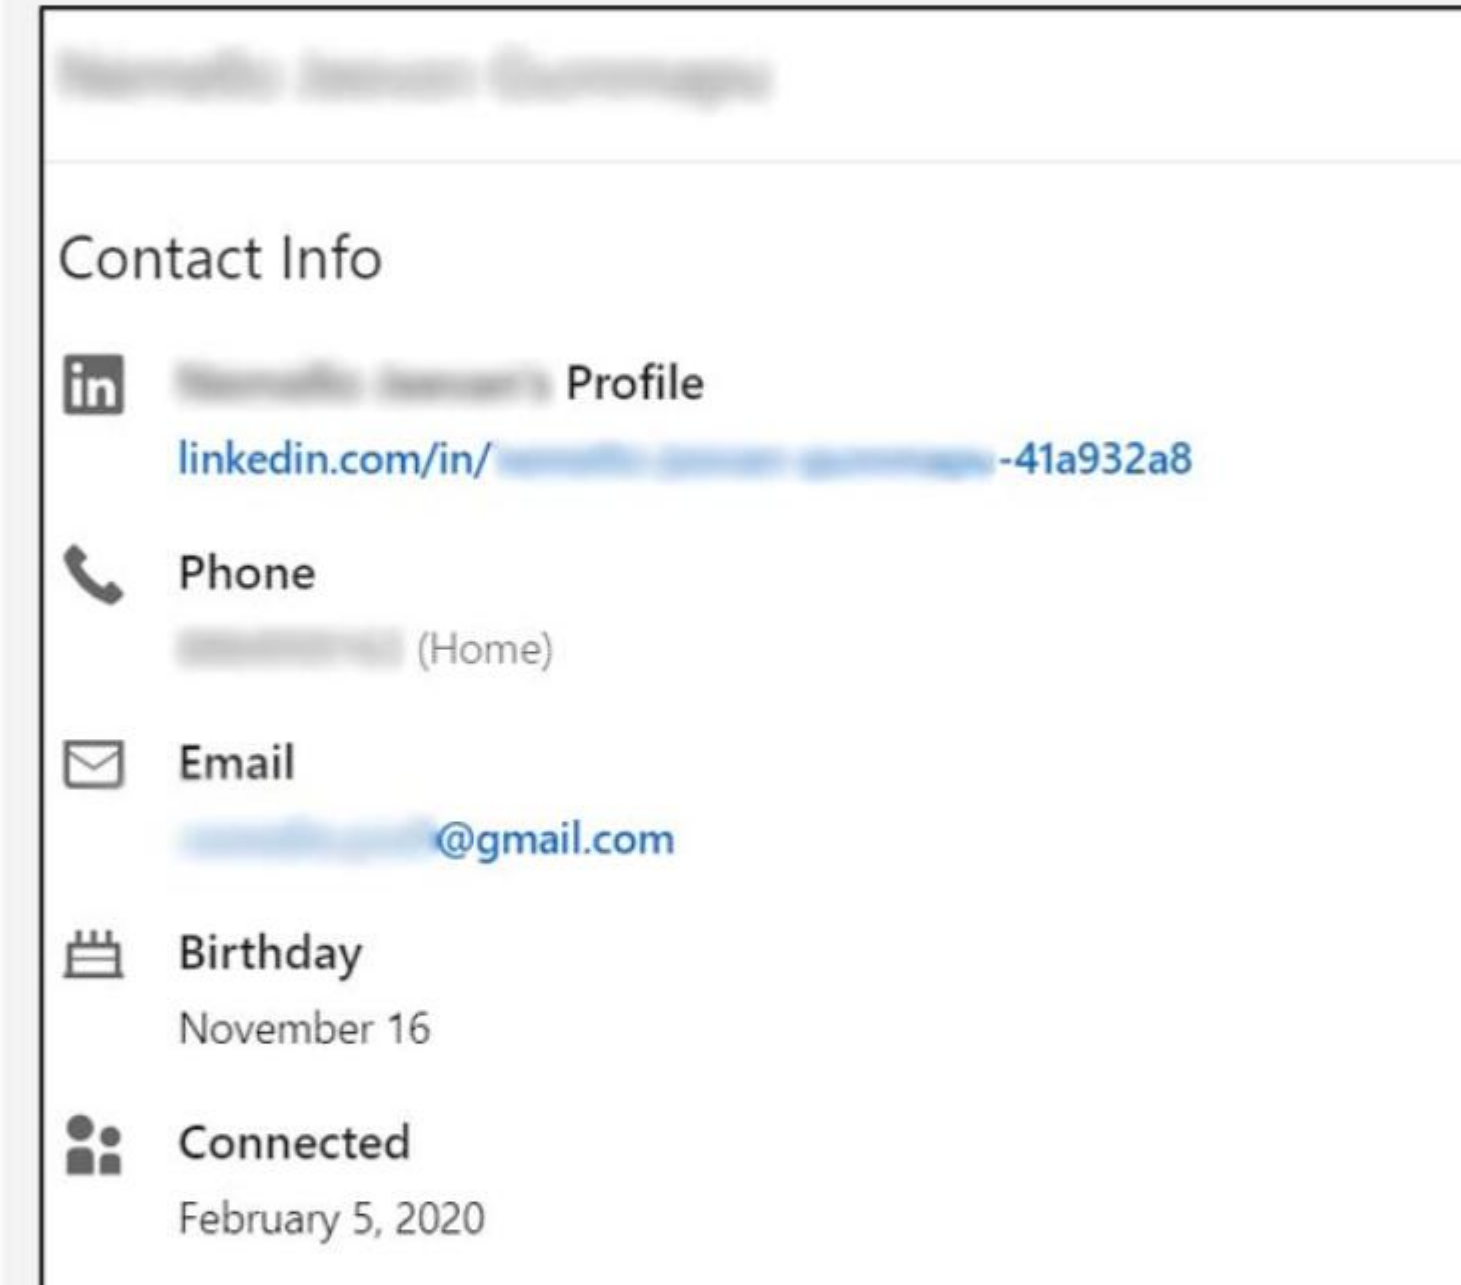 Contact Info
in
Profile
linkedin.com/in/ -41a932a8
Phone
(Home)
Email
@gmail.com
Birthday
November 16
Connected
February 5, 2020